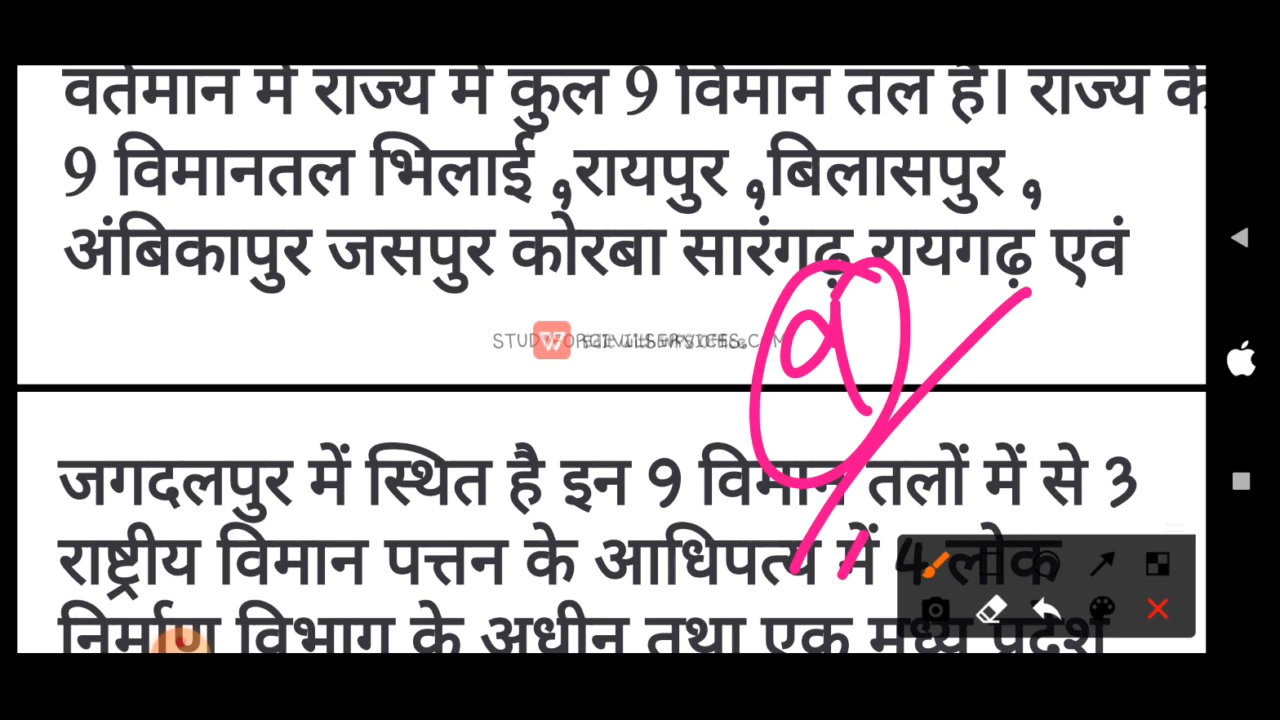 वर्तमान में राज्य में कुल 9 विमान तल हैं। राज्य के
9 विमानतल भिलाई ,रायपुर ,बिलासपुर ,
अंबिकापुर जसपुर कोरबा सारंगढ़ रायगढ़ एवं
9
जगदलपुर में स्थित है इन 9 विमान तलों में से 3
राष्ट्रीय विमान पत्तन के आधिपत्य में 4 लोक
निर्माण विभाग के अधीन तथा एक मध्य प्रदेश